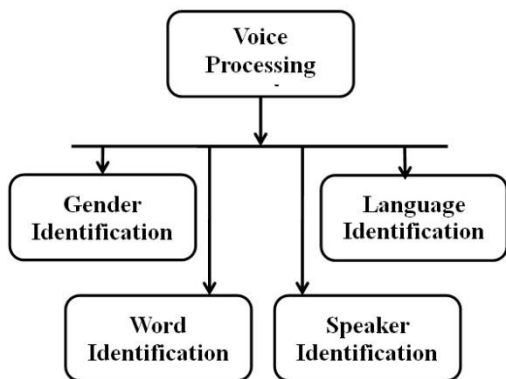 Voice
Processing
-
Gender
Identification
Language
Identification
Word
Identification
Speaker
Identification